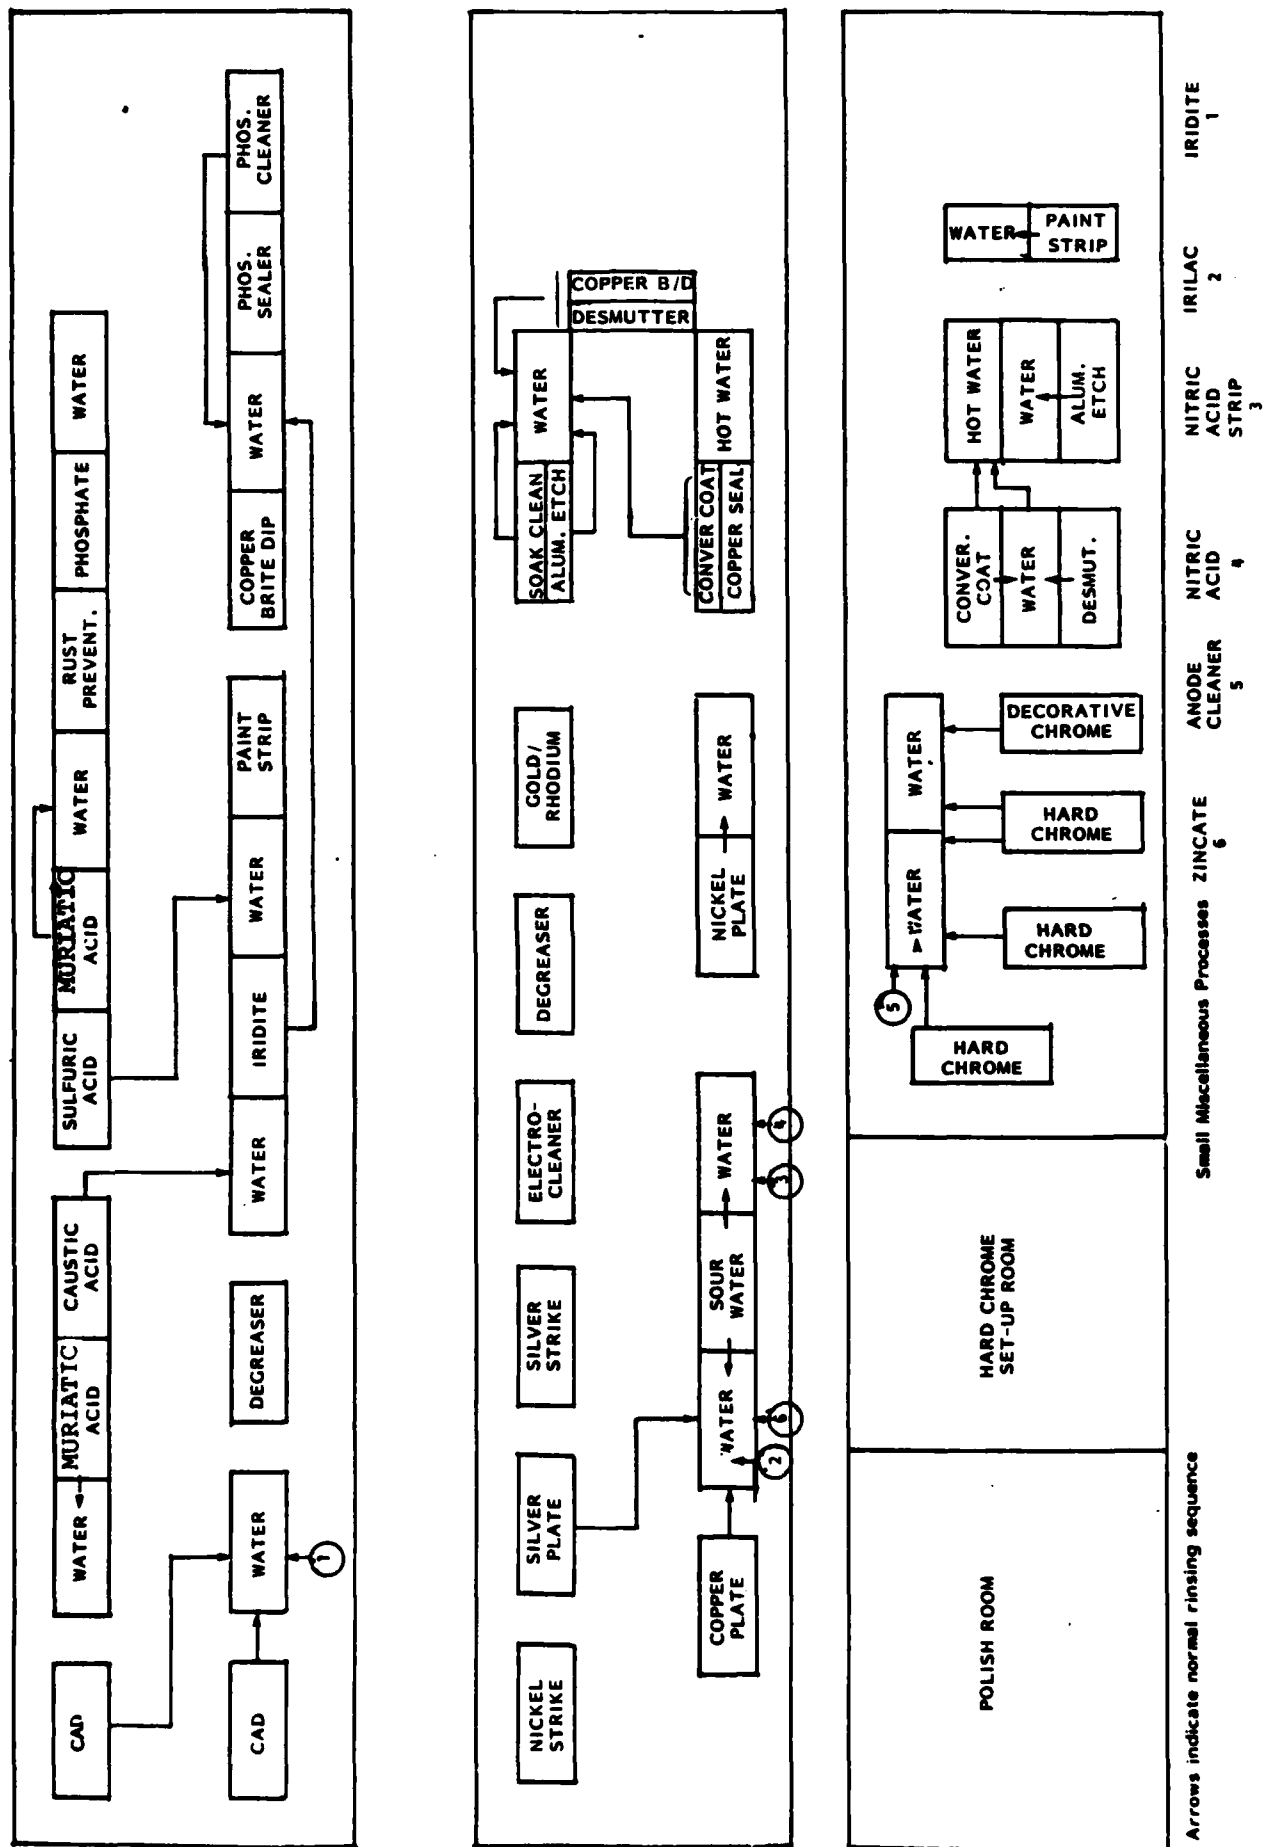 CAD
WATER
MURIATIC
ACID
CAUSTIC
ACID
SULFURIC
ACID
MURIATIC
ACID
WATER
RUST
PREVENT.
PHOSPHATE
WATER
CAD
WATER
1
DEGREASER
WATER
IRIDITE
WATER
PAINT
STRIP
COPPER
BRITE DIP
WATER
PHOS.
SEALER
PHOS.
CLEANER
NICKEL
STRIKE
SILVER
PLATE
SILVER
STRIKE
ELECTRO-
CLEANER
DEGREASER
GOLD/
RHODIUM
SOAK CLEAN
ALUM. ETCH
WATER
DESMUTTER
COPPER B/D
COPPER
PLATE
WATER
2
6
SOUR
WATER
WATER
3
4
NICKEL
PLATE
WATER
CONVER COAT
COPPER SEAL.
HOT WATER
POLISH ROOM
HARD CHROME
SET-UP ROOM
HARD
CHROME
5
WATER
WATER
HARD
CHROME
HARD
CHROME
DECORATIVE
CHROME
CONVER.
COAT
WATER
DESMUT.
HOT WATER
WATER
ALUM.
ETCH
WATER
PAINT
STRIP
Arrows indicate normal rinsing sequence
Small Miscellaneous Processes
ZINCATE
6
ANODE
CLEANER
5
NITRIC
ACID
4
NITRIC
ACID
STRIP
3
IRILAC
2
IRIDITE
1